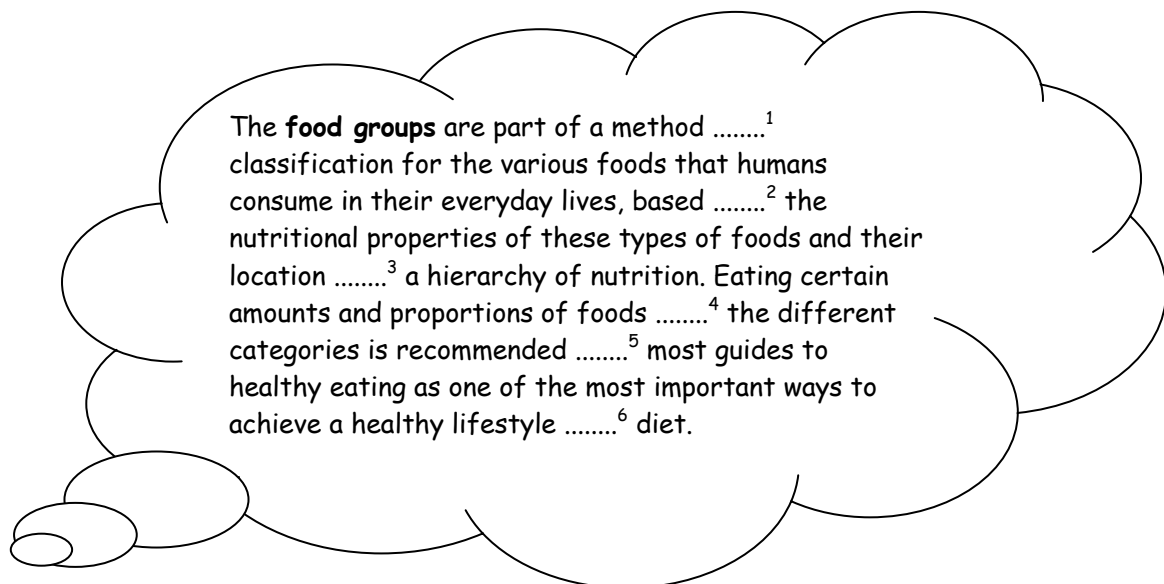 The food groups are part of a method ........1
classification for the various foods that humans
consume in their everyday lives, based ........2 the
nutritional properties of these types of foods and their
location ........3 a hierarchy of nutrition. Eating certain
amounts and proportions of foods ........4 the different
categories is recommended ........5 most guides to
healthy eating as one of the most important ways to
achieve a healthy lifestyle ........6 diet.